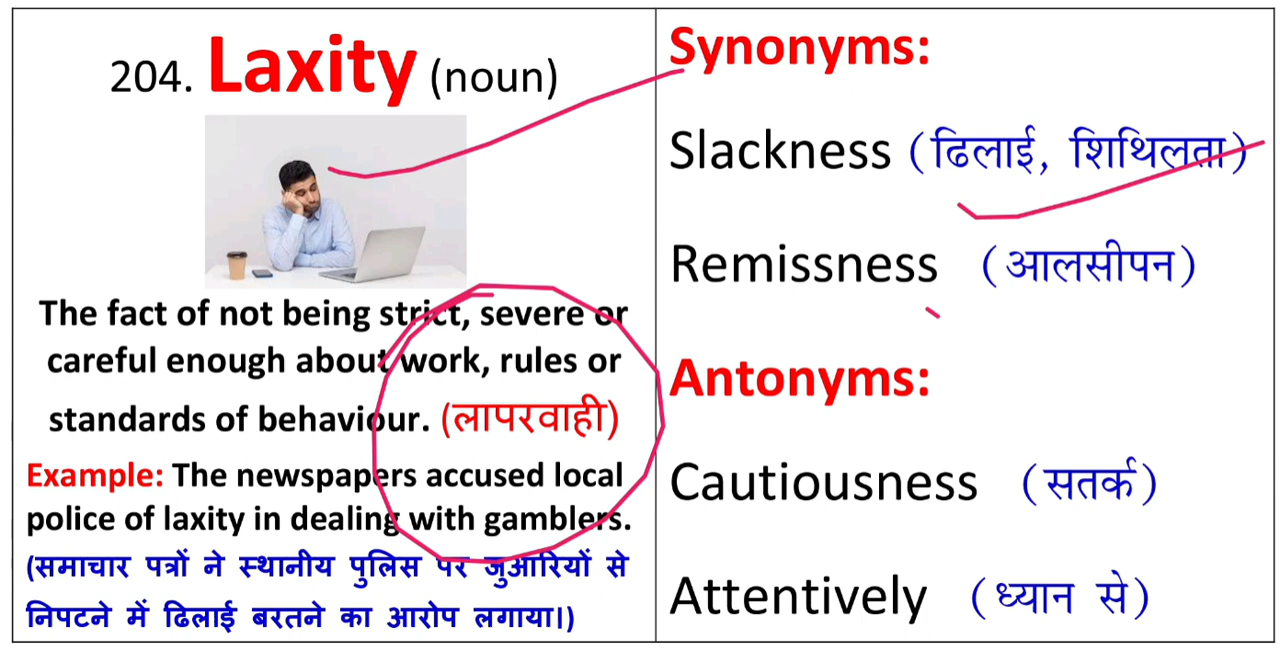 204. Laxity (noun)
The fact of not being strict, severe or
careful enough about work, rules or
standards of behaviour. (लापरवाही)
Example: The newspapers accused local
police of laxity in dealing with gamblers.
(समाचार पत्रों ने स्थानीय पुलिस पर जुआरियों से
निपटने में ढिलाई बरतने का आरोप लगाया।)
Synonyms:
Slackness (ढिलाई, शिथिलता)
Remissness (आलसीपन)
Antonyms:
Cautiousness (सतर्क)
Attentively (ध्यान से)